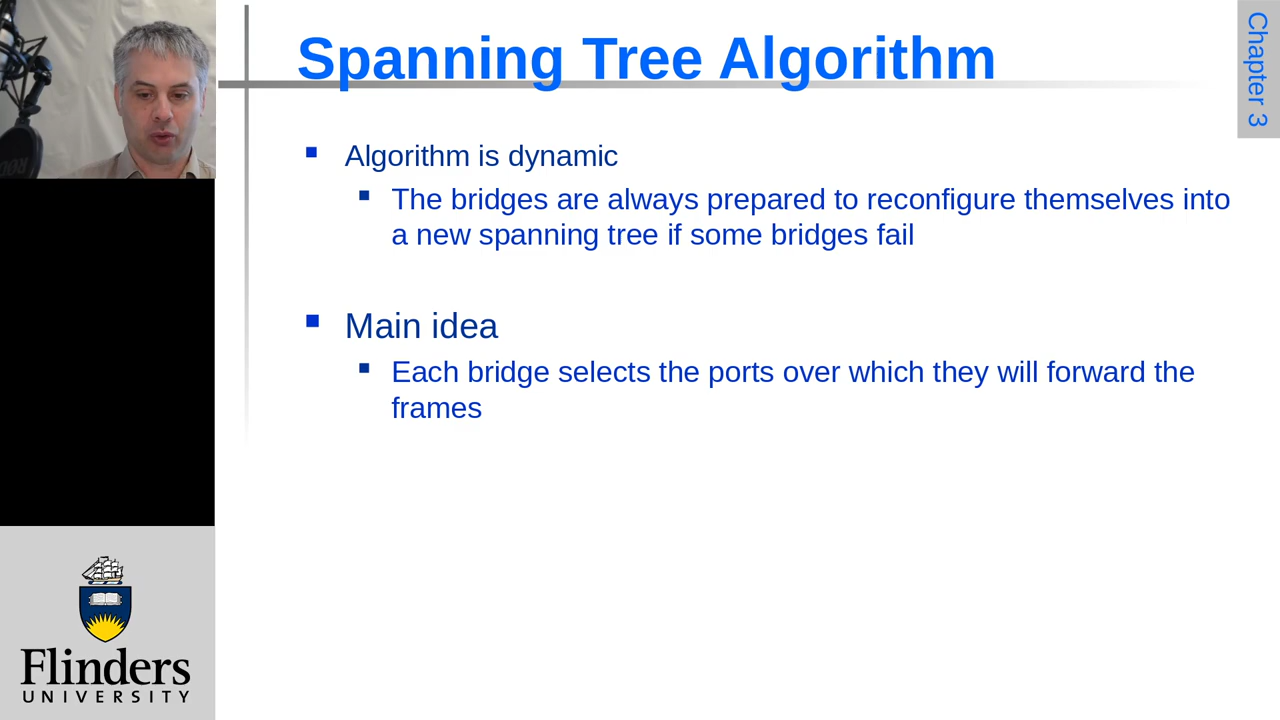 Spanning Tree Algorithm
Chapter 3
Algorithm is dynamic
The bridges are always prepared to reconfigure themselves into
a new spanning tree if some bridges fail
Main idea
Each bridge selects the ports over which they will forward the
frames
Flinders
UNIVERSITY